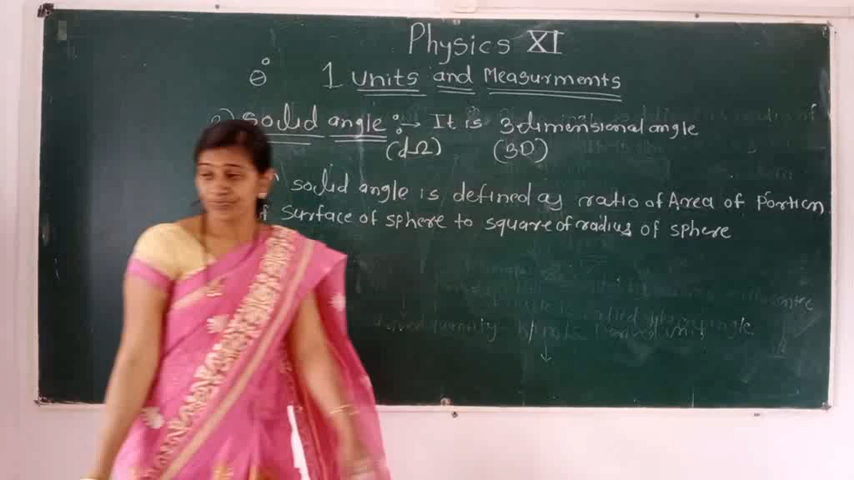 Physics XI
θ° 1 Units and Measurments
Solid angle :→ It is 3 dimensional angle
(dΩ) (3D)
solid angle is defined as ratio of Area of portion
of surface of sphere to square of radius of sphere